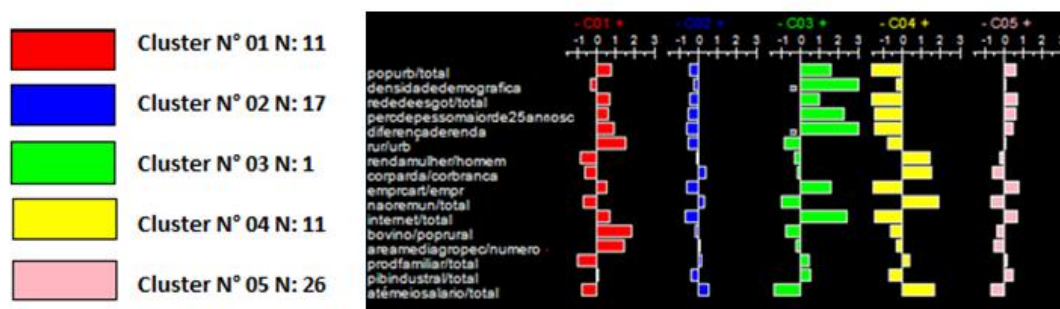 Cluster N° 01 N: 11
Cluster N° 02 N: 17
Cluster N° 03 N: 1
Cluster N° 04 N: 11
Cluster N° 05 N: 26
- C01 + - C02 + - C03 + - C04 + - C05 +
-1 0 1 2 3 -1 0 1 2 3 -1 0 1 2 3 -1 0 1 2 3 -1 0 1 2 3
popurb/total
densidadedemografica
rededeesgot/total
percdepessomaiorde25annosc
diferençaderenda
rur/urb
rendamulher/homem
corparda/corbranca
emprcart/empr
naoremun/total
internet/total
bovino/poprural
areamediagropec/numero
prodfamiliar/total
pibindustral/total
atémeiosalario/total